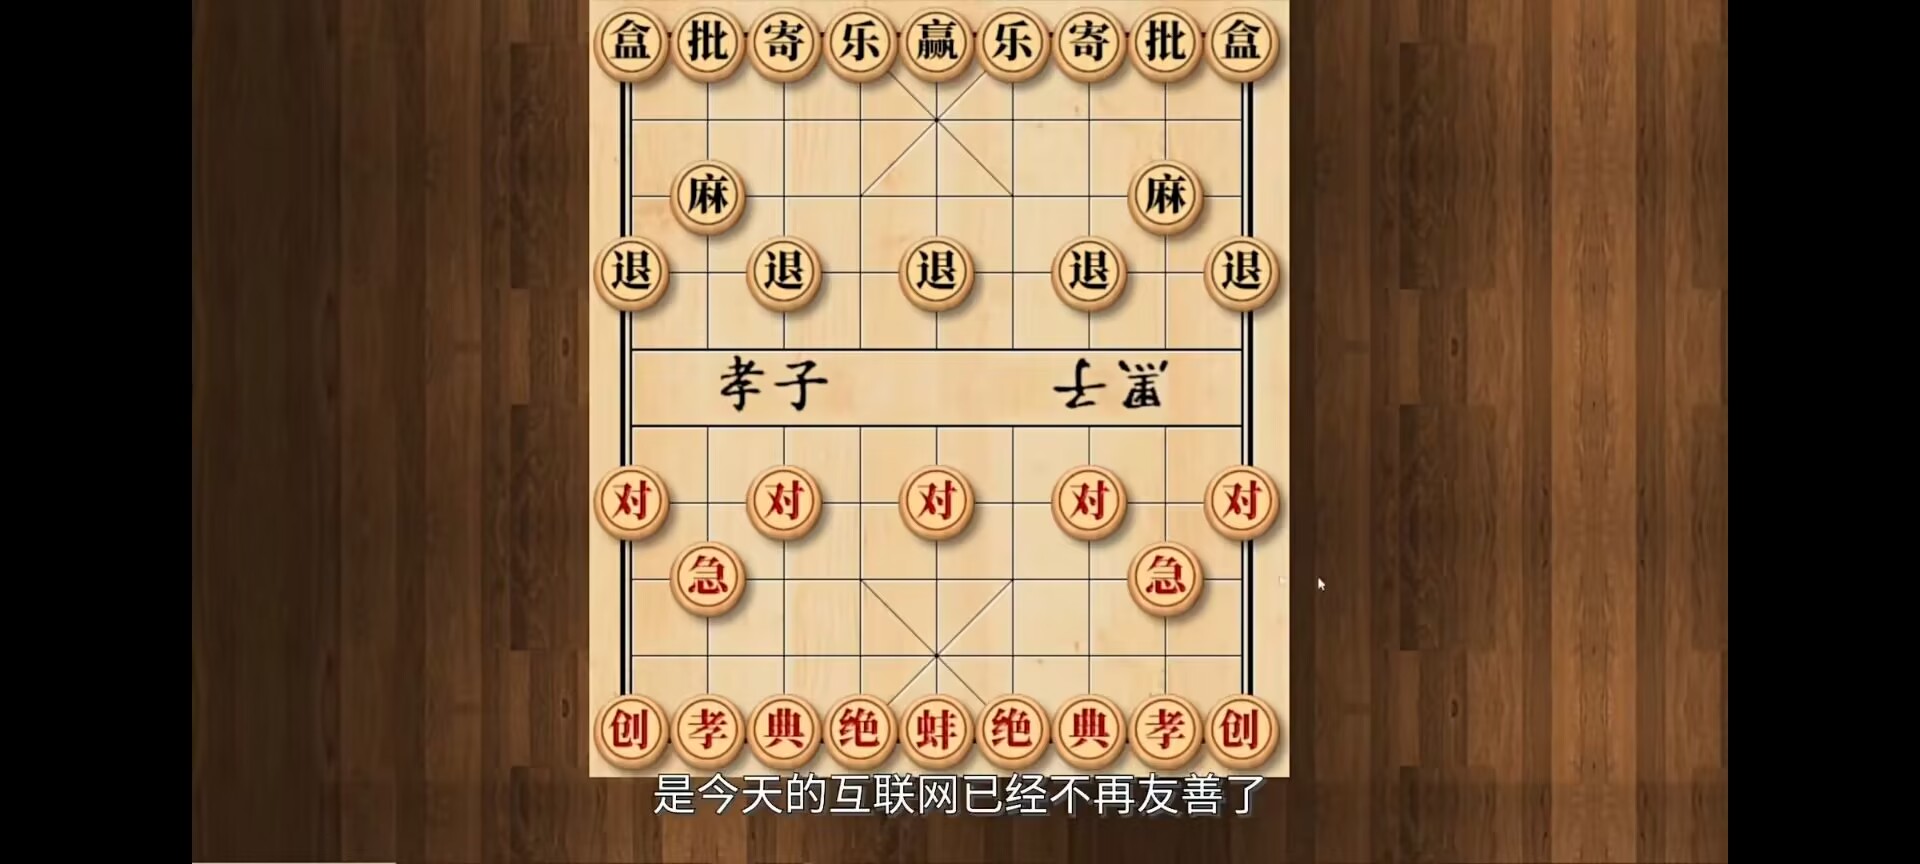 盒批寄乐赢乐寄批盒
麻 麻
退 退 退 退 退
孝子 黨子
对 对 对 对 对
急 急
创孝典绝蚌绝典孝创
是今天的互联网已经不再友善了